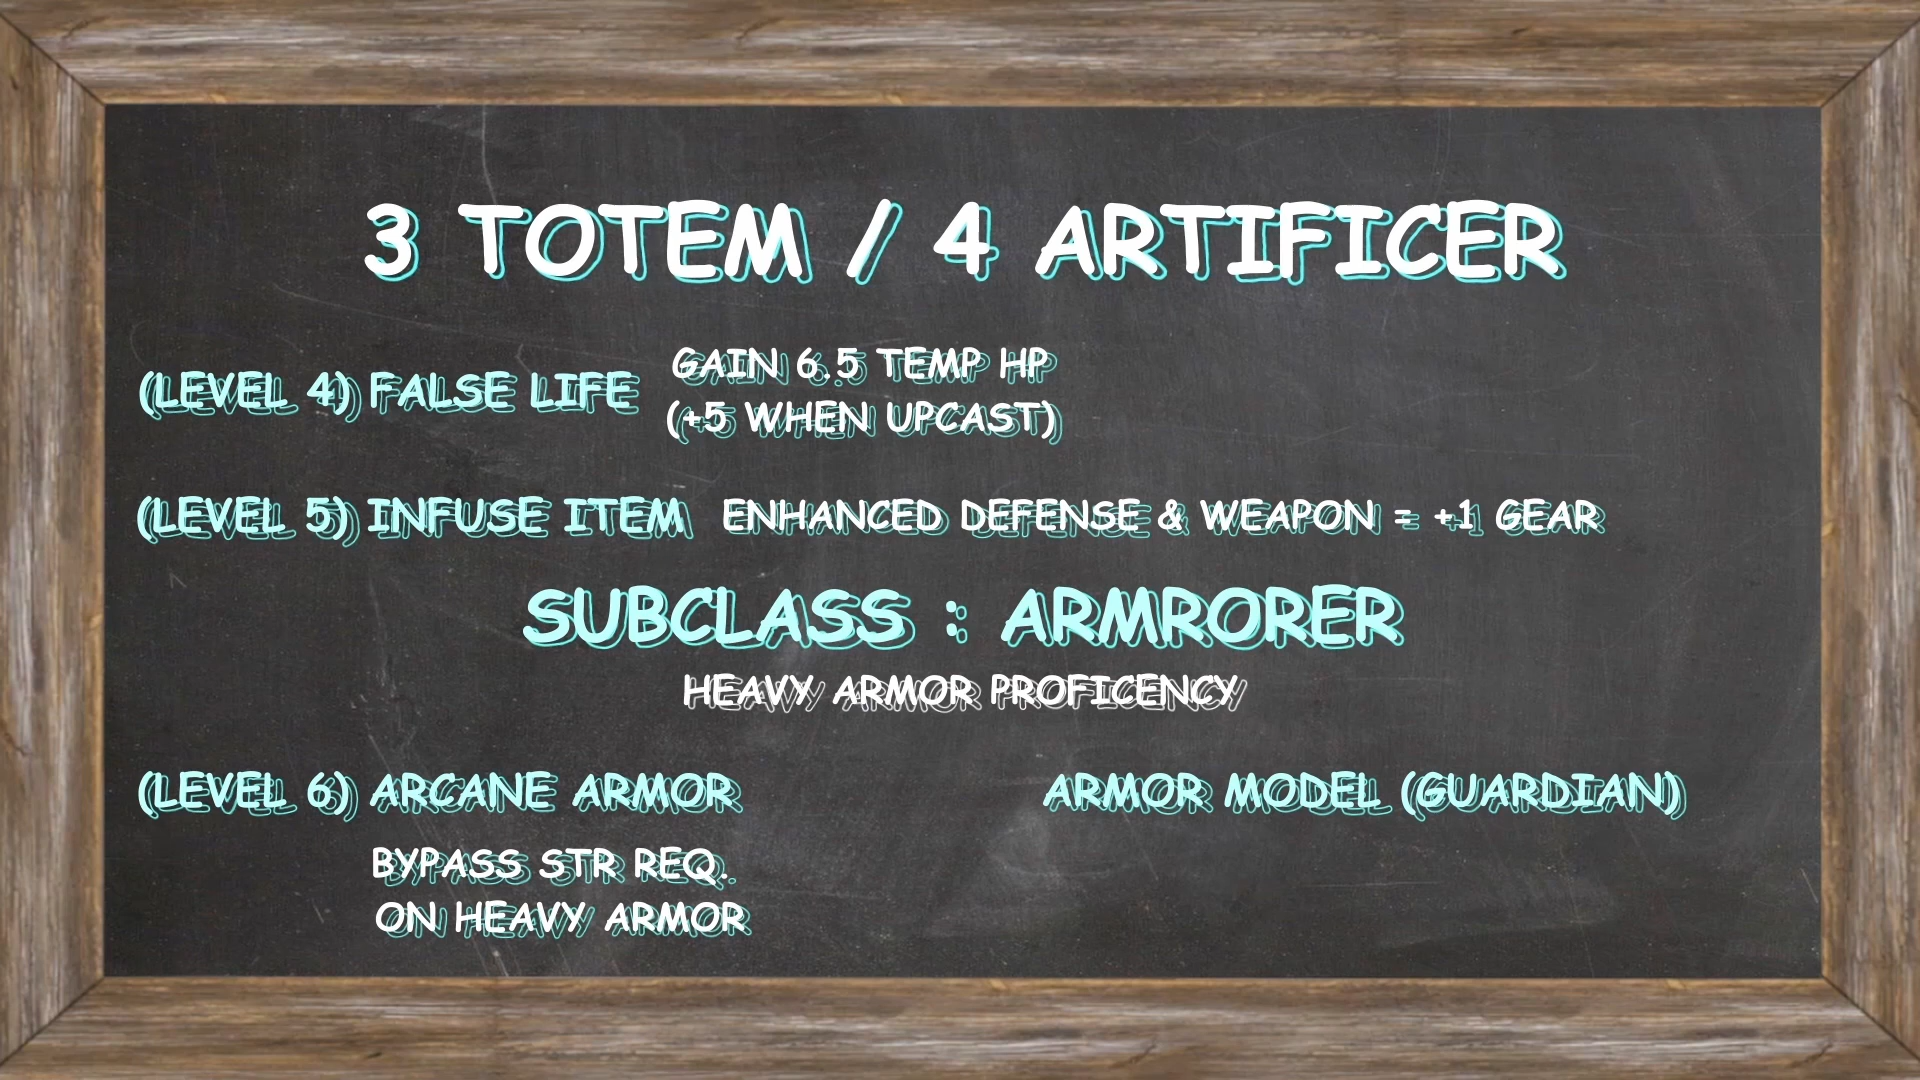 3 TOTEM / 4 ARTIFICER
(LEVEL 4) FALSE LIFE
GAIN 6.5 TEMP HP
(+5 WHEN UPCAST)
(LEVEL 5) INFUSE ITEM ENHANCED DEFENSE & WEAPON = +1 GEAR
SUBCLASS : ARMRORER
HEAVY ARMOR PROFICENCY
(LEVEL 6) ARCANE ARMOR
BYPASS STR REQ.
ON HEAVY ARMOR
ARMOR MODEL (GUARDIAN)